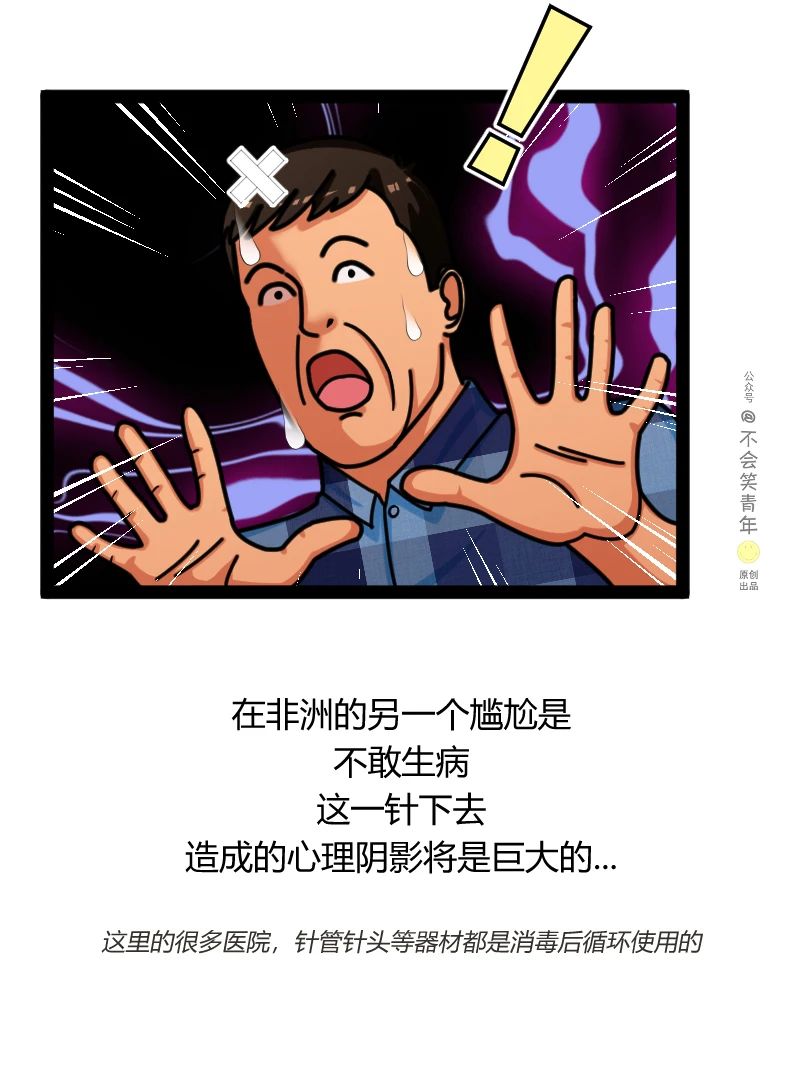 公众号
@不会笑青年
原创
出品
在非洲的另一个尴尬是
不敢生病
这一针下去
造成的心理阴影将是巨大的...
这里的很多医院，针管针头等器材都是消毒后循环使用的